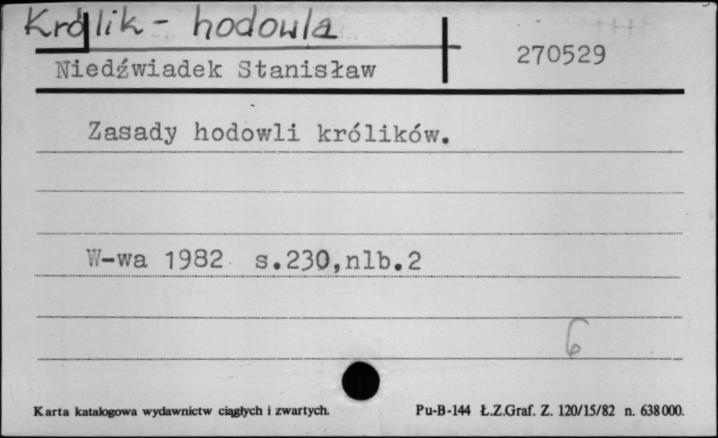 Królik - hodowla
Niedźwiadek Stanisław
270529
Zasady hodowli królików.
W-wa 1982 s.230,nlb.2
6
Karta katalogowa wydawnictw ciągłych i zwartych.
Pu-B-144 Ł.Z.Graf. Z. 120/15/82 n. 638000.